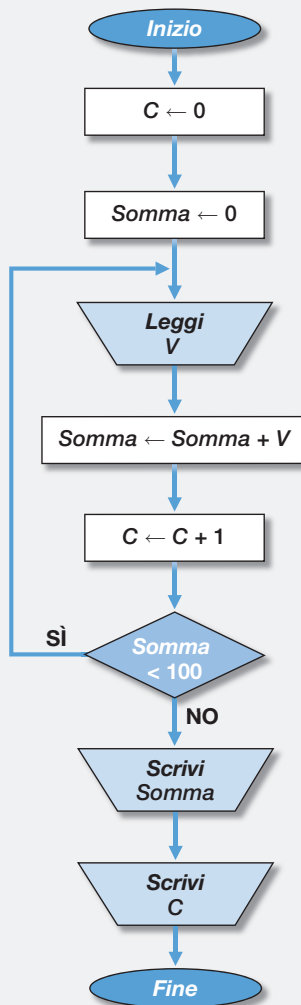 Inizio
C ← 0
Somma ← 0
Leggi
V
Somma ← Somma + V
C ← C + 1
SÌ
Somma
< 100
NO
Scrivi
Somma
Scrivi
C
Fine